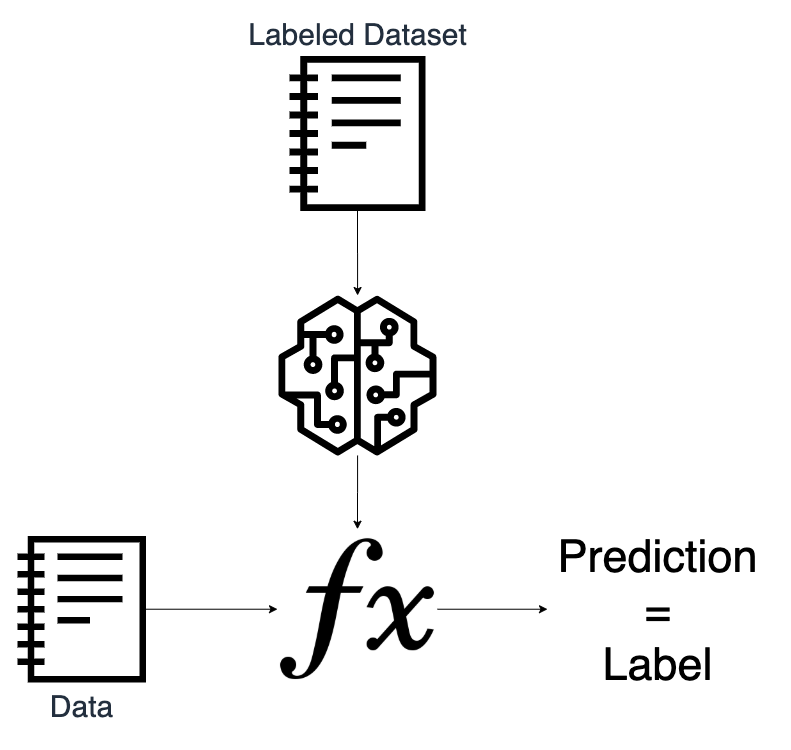 Labeled Dataset
fx
Prediction
=
Label
Data